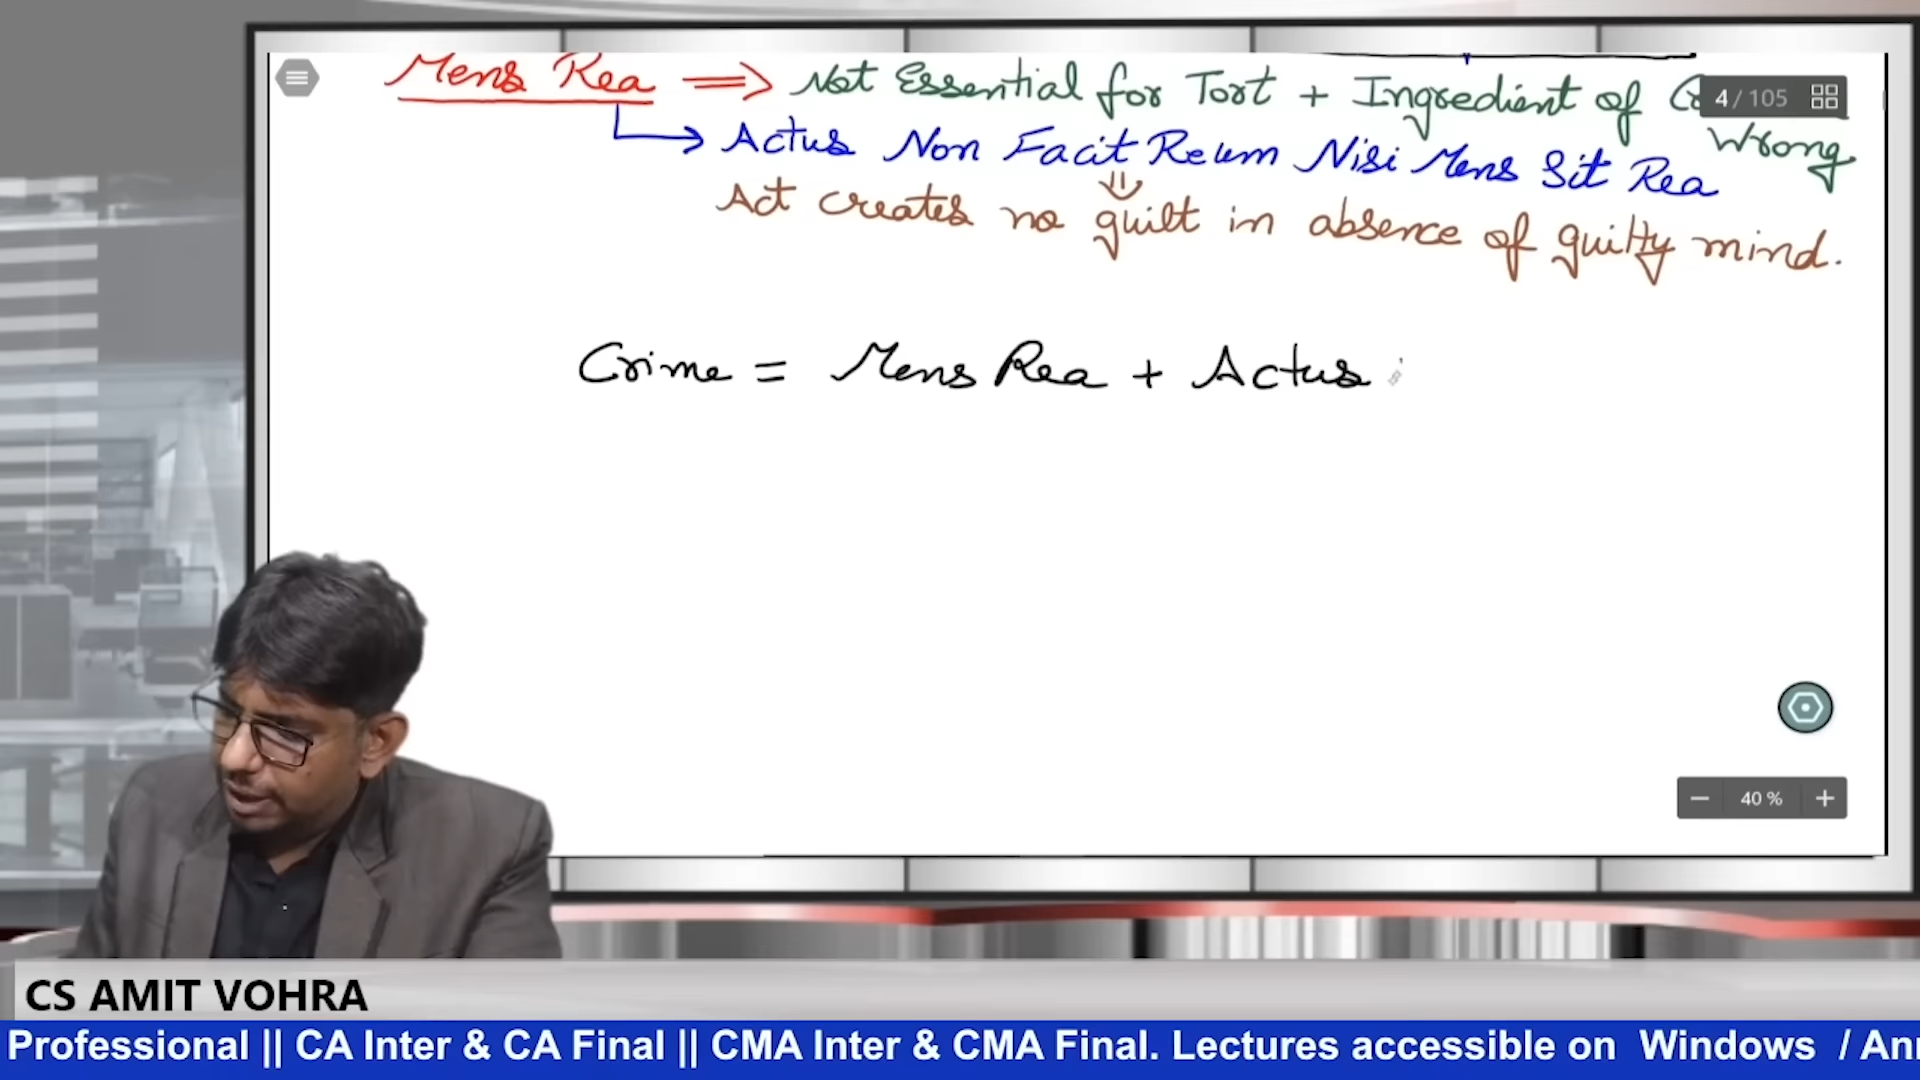 Mens Rea => Not Essential for Tort + Ingredient of
4 / 105
Wrong
Actus Non Facit Reum Nisi Mens Sit Rea
Act creates no guilt in absence of guilty mind.
Crime = Mens Rea + Actus
40 %
CS AMIT VOHRA
Professional || CA Inter & CA Final || CMA Inter & CMA Final. Lectures accessible on Windows / An